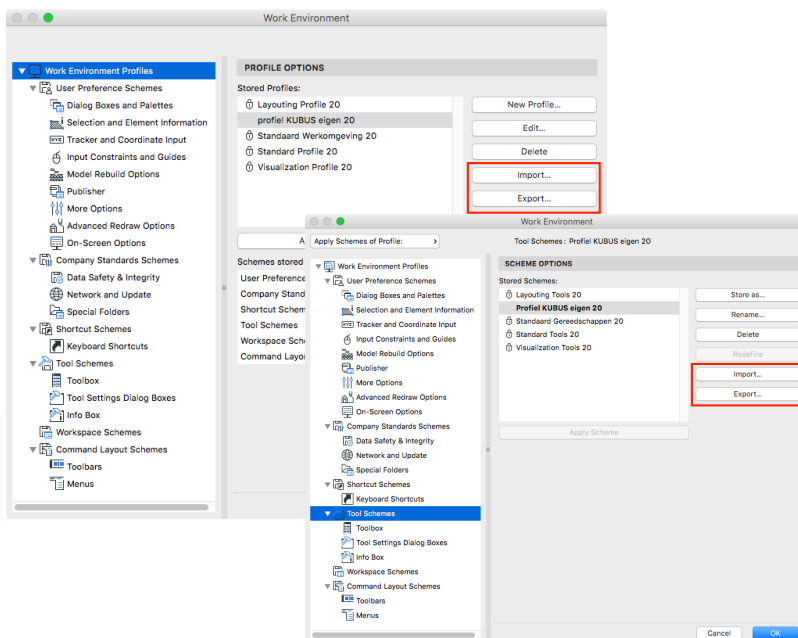 Work Environment
Work Environment Profiles
User Preference Schemes
Dialog Boxes and Palettes
Selection and Element Information
Tracker and Coordinate Input
Input Constraints and Guides
Model Rebuild Options
Publisher
More Options
Advanced Redraw Options
On-Screen Options
Company Standards Schemes
Data Safety & Integrity
Network and Update
Special Folders
Shortcut Schemes
Keyboard Shortcuts
Tool Schemes
Toolbox
Tool Settings Dialog Boxes
Info Box
Workspace Schemes
Command Layout Schemes
Toolbars
Menus
PROFILE OPTIONS
Stored Profiles:
Layouting Profile 20
profiel KUBUS eigen 20
Standaard Werkomgeving 20
Standard Profile 20
Visualization Profile 20
New Profile...
Edit...
Delete
Import...
Export...
A
Schemes stored
User Preference
Company Stand
Shortcut Schem
Tool Schemes
Workspace Sch
Command Layou
Work Environment
Apply Schemes of Profile:
Tool Schemes : Profiel KUBUS eigen 20
Work Environment Profiles
User Preference Schemes
Dialog Boxes and Palettes
Selection and Element Information
XYZ Tracker and Coordinate Input
Input Constraints and Guides
Model Rebuild Options
Publisher
More Options
Advanced Redraw Options
On-Screen Options
Company Standards Schemes
Data Safety & Integrity
Network and Update
Special Folders
Shortcut Schemes
Keyboard Shortcuts
Tool Schemes
Toolbox
Tool Settings Dialog Boxes
Info Box
Workspace Schemes
Command Layout Schemes
Toolbars
Menus
SCHEME OPTIONS
Stored Schemes:
Layouting Tools 20
Profiel KUBUS eigen 20
Standaard Gereedschappen 20
Standard Tools 20
Visualization Tools 20
Store as...
Rename...
Delete
Redefine
Import...
Export...
Apply Scheme
Cancel
OK